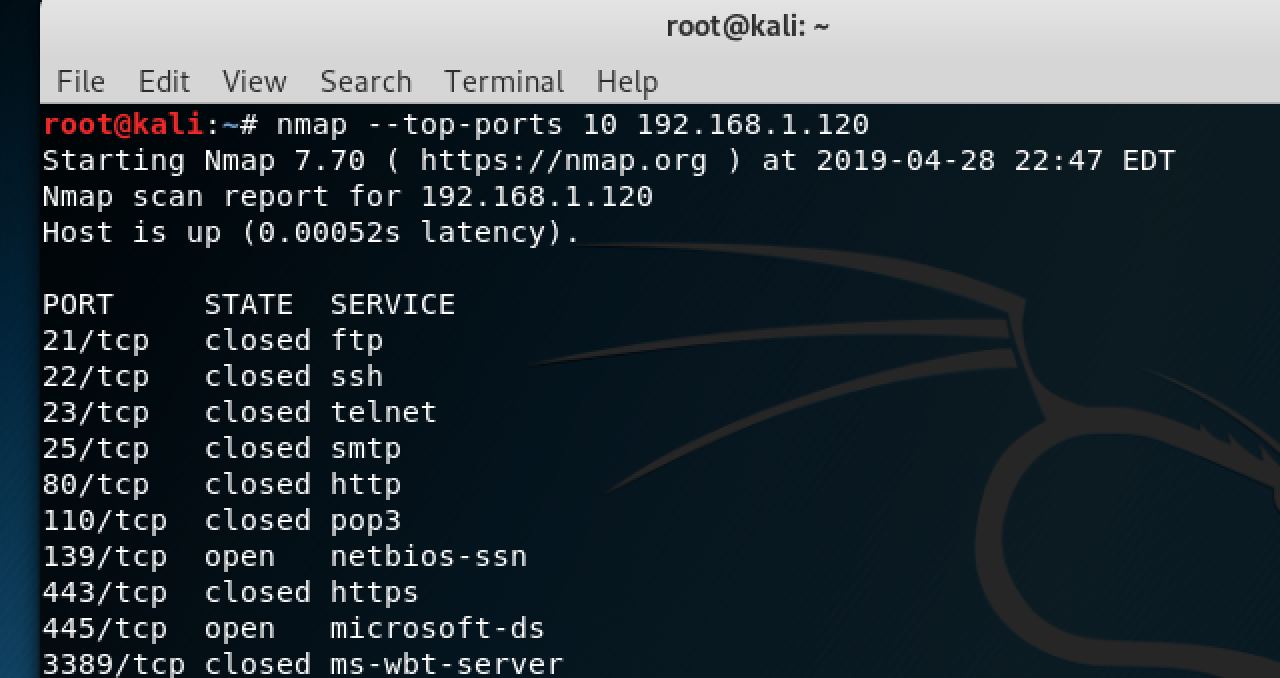 root@kali: ~
File Edit View Search Terminal Help
root@kali:~# nmap --top-ports 10 192.168.1.120
Starting Nmap 7.70 ( https://nmap.org ) at 2019-04-28 22:47 EDT
Nmap scan report for 192.168.1.120
Host is up (0.00052s latency).
PORT     STATE  SERVICE
21/tcp   closed ftp
22/tcp   closed ssh
23/tcp   closed telnet
25/tcp   closed smtp
80/tcp   closed http
110/tcp  closed pop3
139/tcp  open   netbios-ssn
443/tcp  closed https
445/tcp  open   microsoft-ds
3389/tcp closed ms-wbt-server